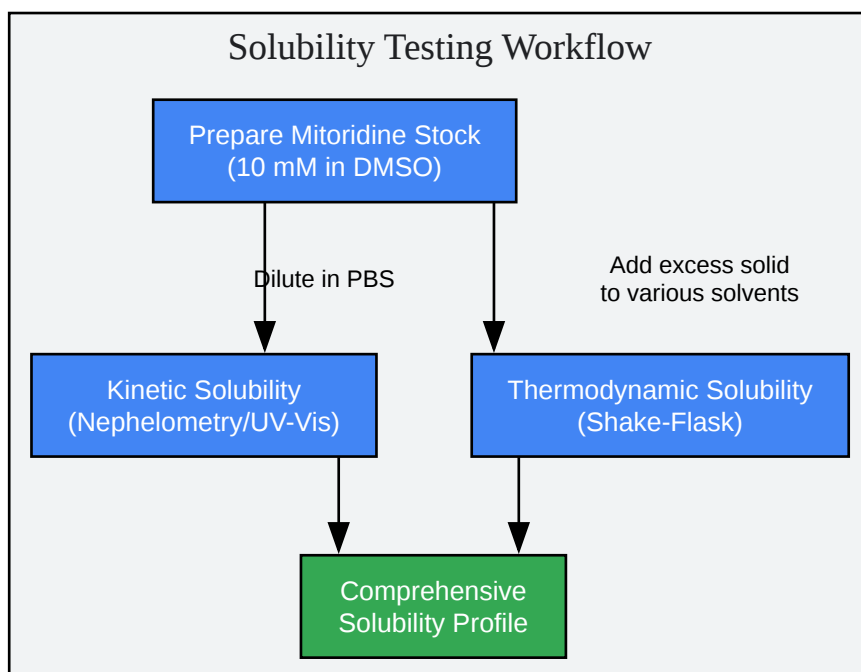 Solubility Testing Workflow
Prepare Mitoridine Stock
(10 mM in DMSO)
Dilute in PBS
Add excess solid
to various solvents
Kinetic Solubility
(Nephelometry/UV-Vis)
Thermodynamic Solubility
(Shake-Flask)
Comprehensive
Solubility Profile